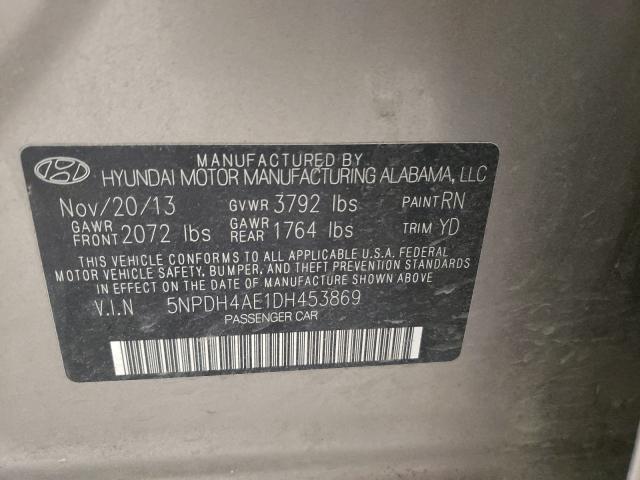 MANUFACTURED BY
HYUNDAI MOTOR MANUFACTURING ALABAMA, LLC
Nov/20/13 GVWR 3792 lbs PAINT RN
GAWR FRONT 2072 lbs GAWR REAR 1764 lbs TRIM YD
THIS VEHICLE CONFORMS TO ALL APPLICABLE U.S.A. FEDERAL
MOTOR VEHICLE SAFETY, BUMPER, AND THEFT PREVENTION STANDARDS
IN EFFECT ON THE DATE OF MANUFACTURE SHOWN ABOVE
V.I.N 5NPDH4AE1DH453869
PASSENGER CAR